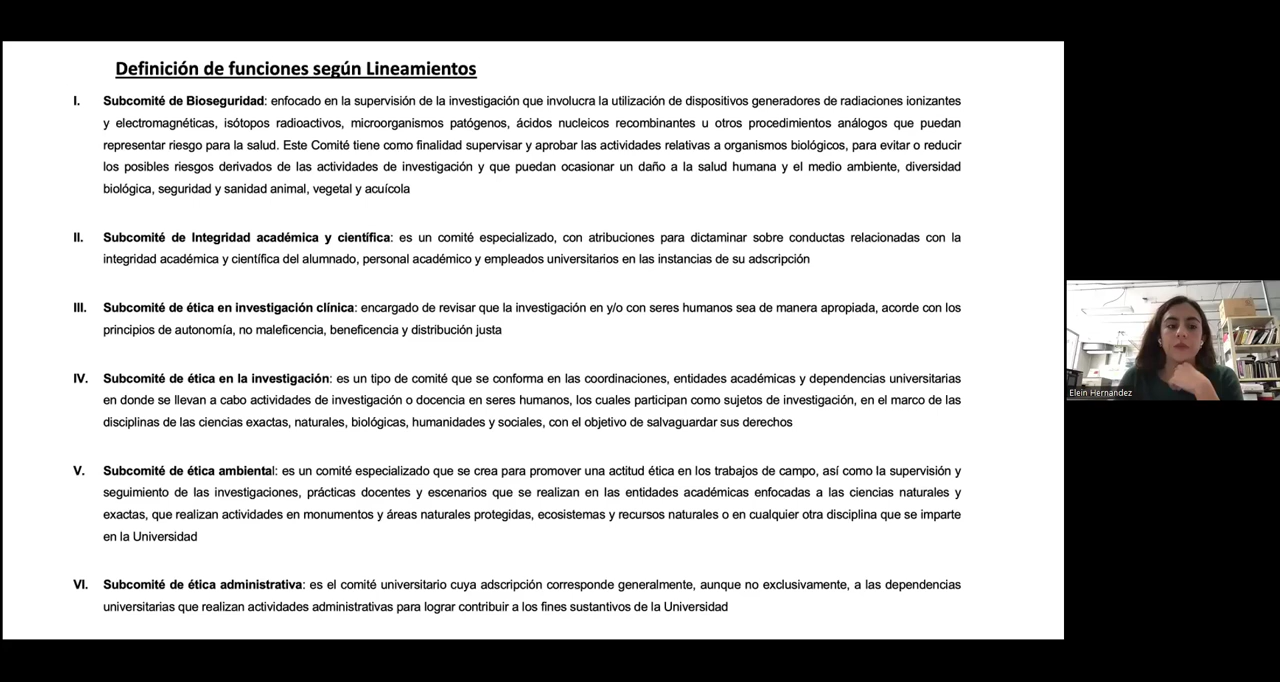 Definición de funciones según Lineamientos
I. Subcomité de Bioseguridad: enfocado en la supervisión de la investigación que involucra la utilización de dispositivos generadores de radiaciones ionizantes
y electromagnéticas, isótopos radioactivos, microorganismos patógenos, ácidos nucleicos recombinantes u otros procedimientos análogos que puedan
representar riesgo para la salud. Este Comité tiene como finalidad supervisar y aprobar las actividades relativas a organismos biológicos, para evitar o reducir
los posibles riesgos derivados de las actividades de investigación y que puedan ocasionar un daño a la salud humana y el medio ambiente, diversidad
biológica, seguridad y sanidad animal, vegetal y acuícola
II. Subcomité de Integridad académica y científica: es un comité especializado, con atribuciones para dictaminar sobre conductas relacionadas con la
integridad académica y científica del alumnado, personal académico y empleados universitarios en las instancias de su adscripción
III. Subcomité de ética en investigación clínica: encargado de revisar que la investigación en y/o con seres humanos sea de manera apropiada, acorde con los
principios de autonomía, no maleficencia, beneficencia y distribución justa
IV. Subcomité de ética en la investigación: es un tipo de comité que se conforma en las coordinaciones, entidades académicas y dependencias universitarias
en donde se llevan a cabo actividades de investigación o docencia en seres humanos, los cuales participan como sujetos de investigación, en el marco de las
disciplinas de las ciencias exactas, naturales, biológicas, humanidades y sociales, con el objetivo de salvaguardar sus derechos
V. Subcomité de ética ambiental: es un comité especializado que se crea para promover una actitud ética en los trabajos de campo, así como la supervisión y
seguimiento de las investigaciones, prácticas docentes y escenarios que se realizan en las entidades académicas enfocadas a las ciencias naturales y
exactas, que realizan actividades en monumentos y áreas naturales protegidas, ecosistemas y recursos naturales o en cualquier otra disciplina que se imparte
en la Universidad
VI. Subcomité de ética administrativa: es el comité universitario cuya adscripción corresponde generalmente, aunque no exclusivamente, a las dependencias
universitarias que realizan actividades administrativas para lograr contribuir a los fines sustantivos de la Universidad
Elein Hernandez